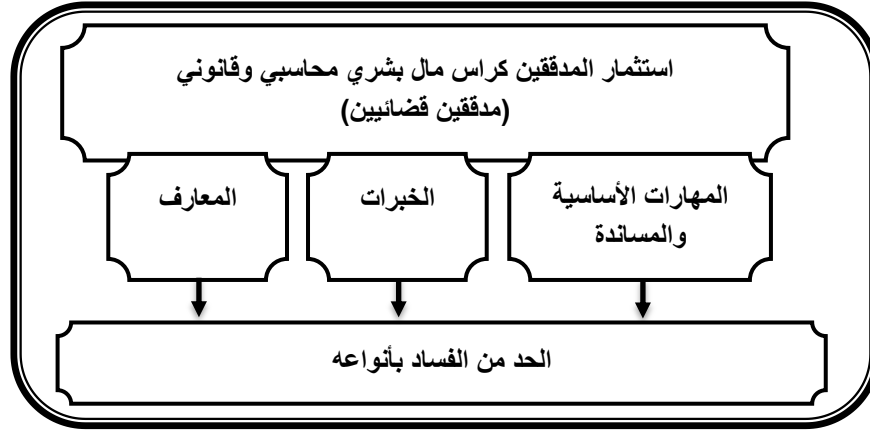 استثمار المدققين كراس مال بشري محاسبي وقانوني
(مدققين قضائيين)
المهارات الأساسية
والمساندة
الخبرات
المعارف
الحد من الفساد بأنواعه